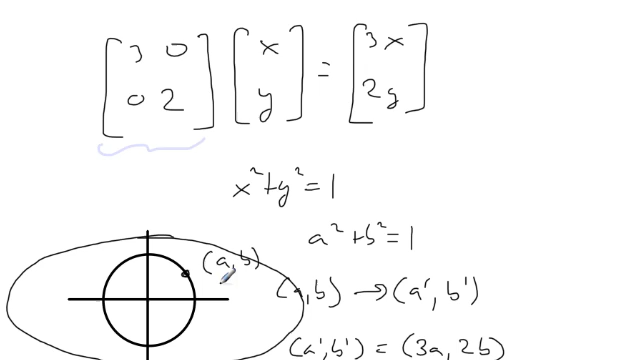 [3 0; 0 2] [x; y] = [3x; 2y]
x² + y² = 1
a² + b² = 1
(a,b)
(a,b) → (a', b')
(a',b') = (3a, 2b)